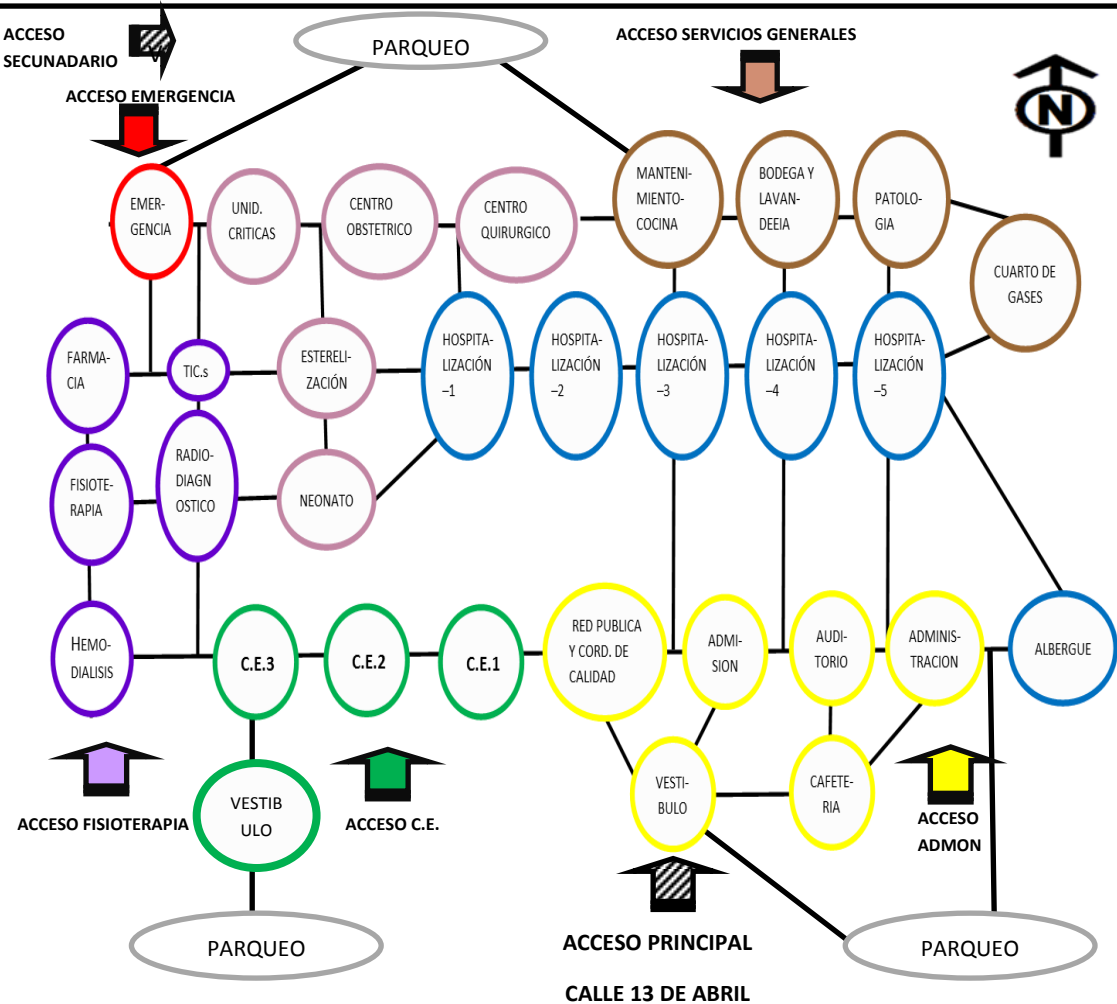 ACCESO
SECUNADARIO
PARQUEO
ACCESO SERVICIOS GENERALES
ACCESO EMERGENCIA
N
EMER-
GENCIA
UNID.
CRITICAS
CENTRO
OBSTETRICO
CENTRO
QUIRURGICO
MANTENI-
MIENTO-
COCINA
BODEGA Y
LAVAN-
DEEIA
PATOLO-
GIA
CUARTO DE
GASES
FARMA-
CIA
TIC.s
ESTERELI-
ZACIÓN
HOSPITA-
LIZACIÓN
–1
HOSPITA-
LIZACIÓN
–2
HOSPITA-
LIZACIÓN
–3
HOSPITA-
LIZACIÓN
–4
HOSPITA-
LIZACIÓN
–5
FISIOTE-
RAPIA
RADIO-
DIAGN
OSTICO
NEONATO
HEMO-
DIALISIS
C.E.3
C.E.2
C.E.1
RED PUBLICA
Y CORD. DE
CALIDAD
ADMI-
SION
AUDI-
TORIO
ADMINIS-
TRACION
ALBERGUE
VESTIB
ULO
VESTI-
BULO
CAFETE-
RIA
ACCESO FISIOTERAPIA
ACCESO C.E.
ACCESO
ADMON
PARQUEO
ACCESO PRINCIPAL
PARQUEO
CALLE 13 DE ABRIL